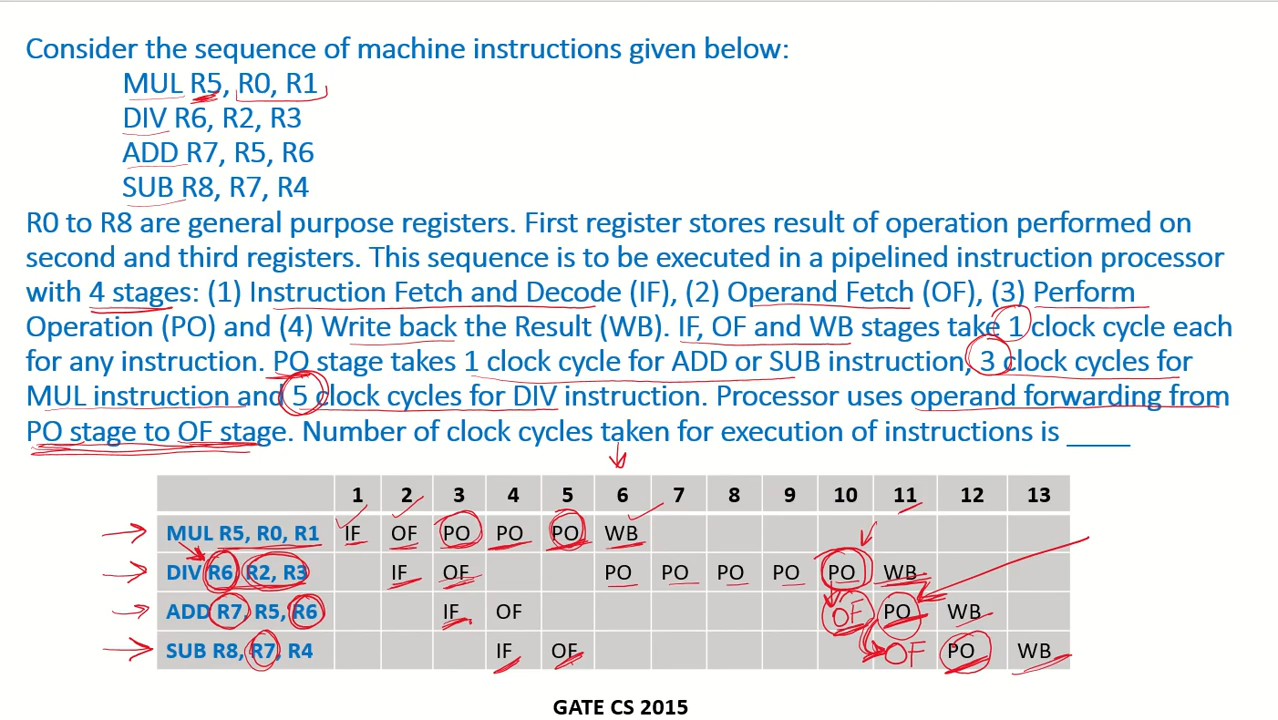 Consider the sequence of machine instructions given below:
MUL R5, R0, R1
DIV R6, R2, R3
ADD R7, R5, R6
SUB R8, R7, R4
R0 to R8 are general purpose registers. First register stores result of operation performed on
second and third registers. This sequence is to be executed in a pipelined instruction processor
with 4 stages: (1) Instruction Fetch and Decode (IF), (2) Operand Fetch (OF), (3) Perform
Operation (PO) and (4) Write back the Result (WB). IF, OF and WB stages take 1 clock cycle each
for any instruction. PO stage takes 1 clock cycle for ADD or SUB instruction, 3 clock cycles for
MUL instruction and 5 clock cycles for DIV instruction. Processor uses operand forwarding from
PO stage to OF stage. Number of clock cycles taken for execution of instructions is ____
1 2 3 4 5 6 7 8 9 10 11 12 13
MUL R5, R0, R1 IF OF PO PO PO WB
DIV R6, R2, R3 IF OF PO PO PO PO PO WB
ADD R7, R5, R6 IF OF OF PO WB
SUB R8, R7, R4 IF OF OF PO WB
GATE CS 2015